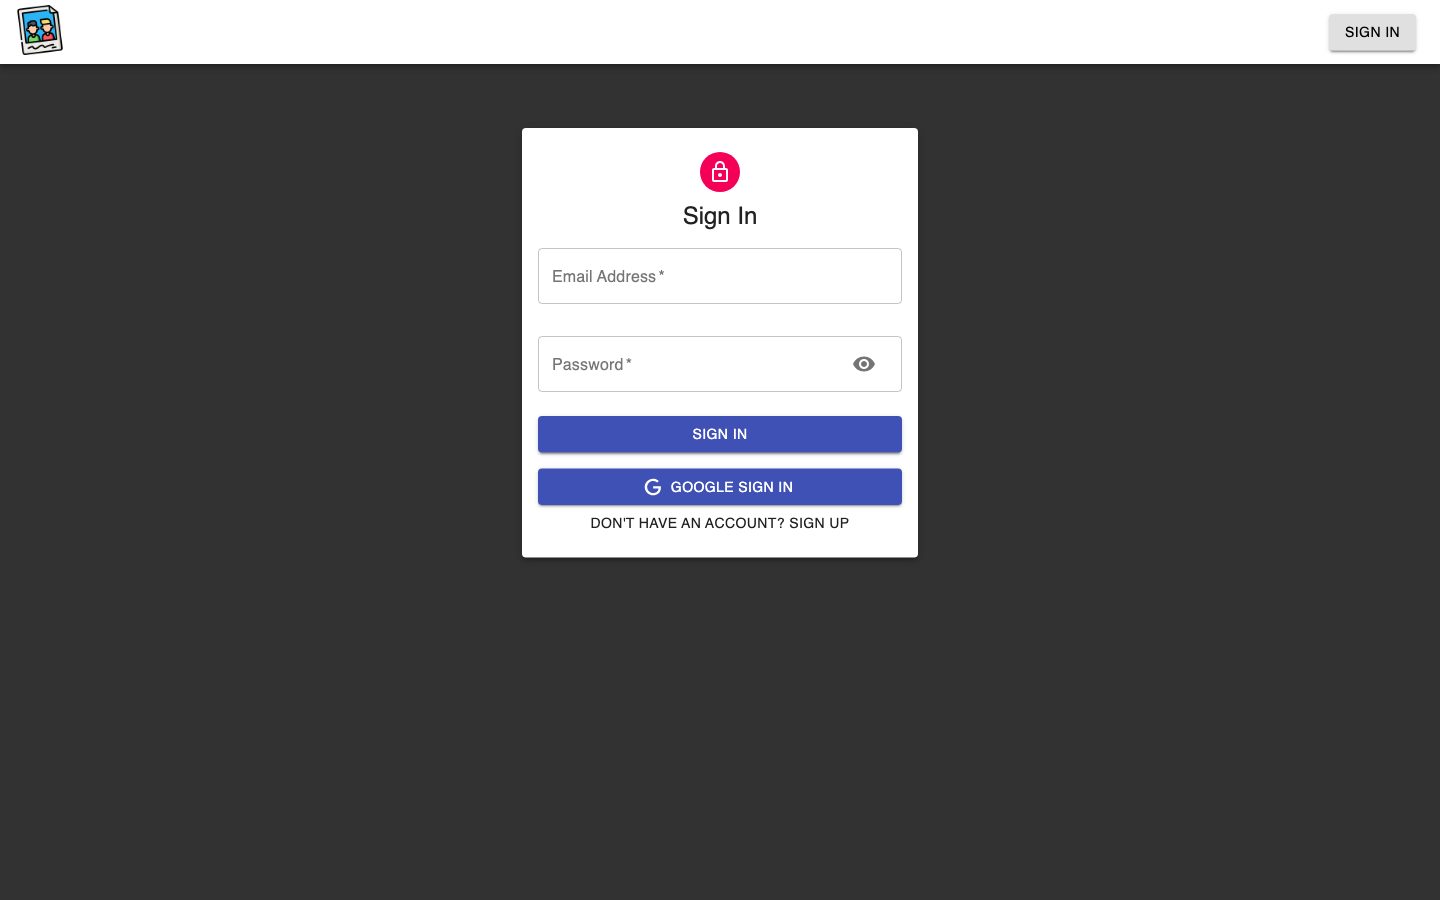 SIGN IN
Sign In
Email Address *
Password *
SIGN IN
GOOGLE SIGN IN
DON'T HAVE AN ACCOUNT? SIGN UP